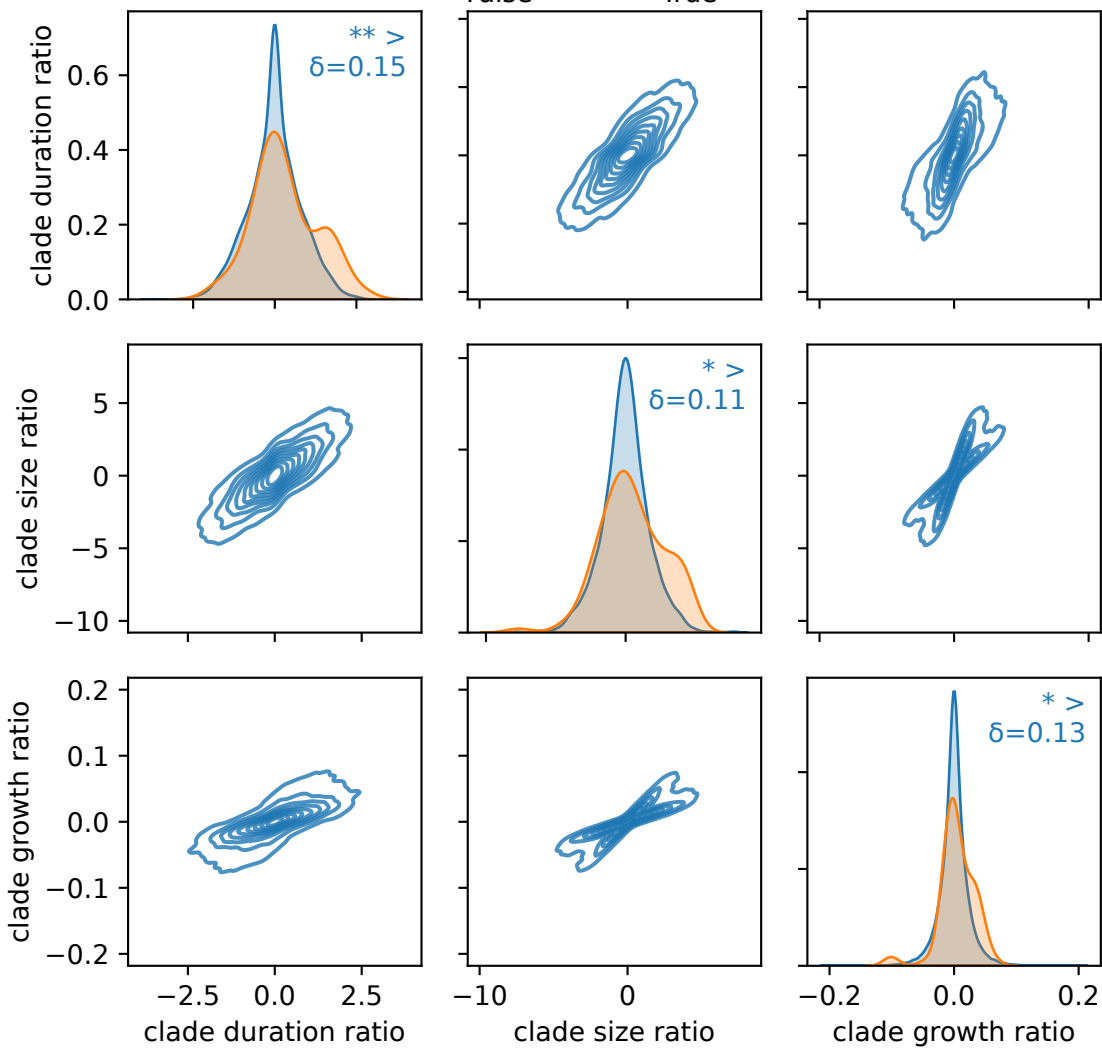 clade duration ratio
0.6
0.4
0.2
0.0
** >
δ=0.15
clade size ratio
5
0
−5
−10
* >
δ=0.11
clade growth ratio
0.2
0.1
0.0
−0.1
−0.2
* >
δ=0.13
−2.5 0.0 2.5
−10 0
−0.2 0.0 0.2
clade duration ratio
clade size ratio
clade growth ratio